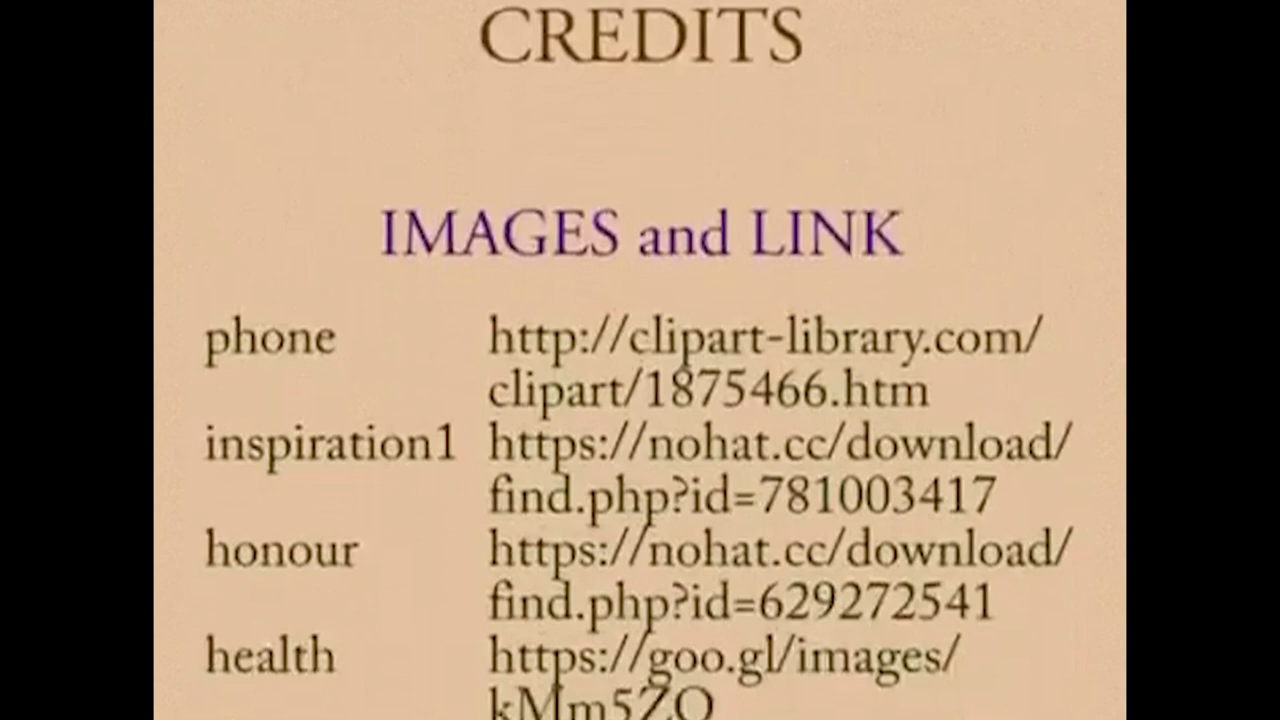 CREDITS
IMAGES and LINK
phone http://clipart-library.com/
clipart/1875466.htm
inspiration1 https://nohat.cc/download/
find.php?id=781003417
honour https://nohat.cc/download/
find.php?id=629272541
health https://goo.gl/images/
kMm5ZQ